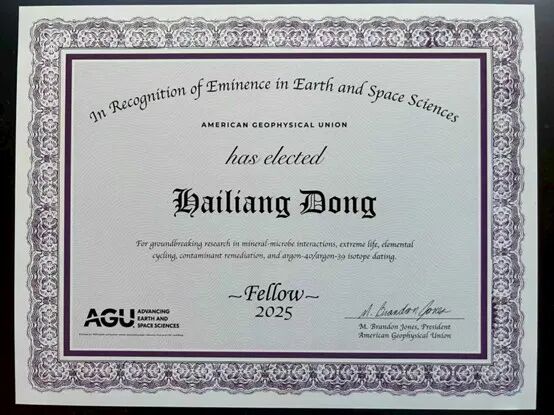 In Recognition of Eminence in Earth and Space Sciences
AMERICAN GEOPHYSICAL UNION
has elected
Hailiang Dong
For groundbreaking research in mineral-microbe interactions, extreme life, elemental
cycling, contaminant remediation, and argon-40/argon-39 isotope dating.
~Fellow~
2025
AGU ADVANCING
EARTH AND
SPACE SCIENCES
M. Brandon Jones
M. Brandon Jones, President
American Geophysical Union